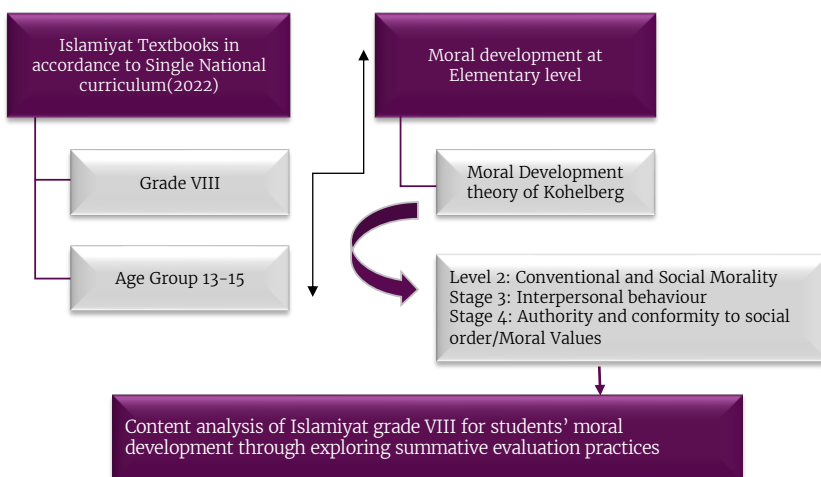 Islamiyat Textbooks in
accordance to Single National
curriculum(2022)
Grade VIII
Age Group 13-15
Moral development at
Elementary level
Moral Development
theory of Kohelberg
Level 2: Conventional and Social Morality
Stage 3: Interpersonal behaviour
Stage 4: Authority and conformity to social
order/Moral Values
Content analysis of Islamiyat grade VIII for students’ moral
development through exploring summative evaluation practices